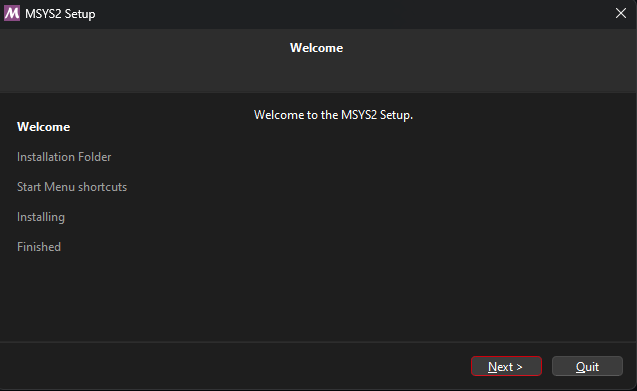 MSYS2 Setup
Welcome
Welcome to the MSYS2 Setup.
Welcome
Installation Folder
Start Menu shortcuts
Installing
Finished
Next >
Quit